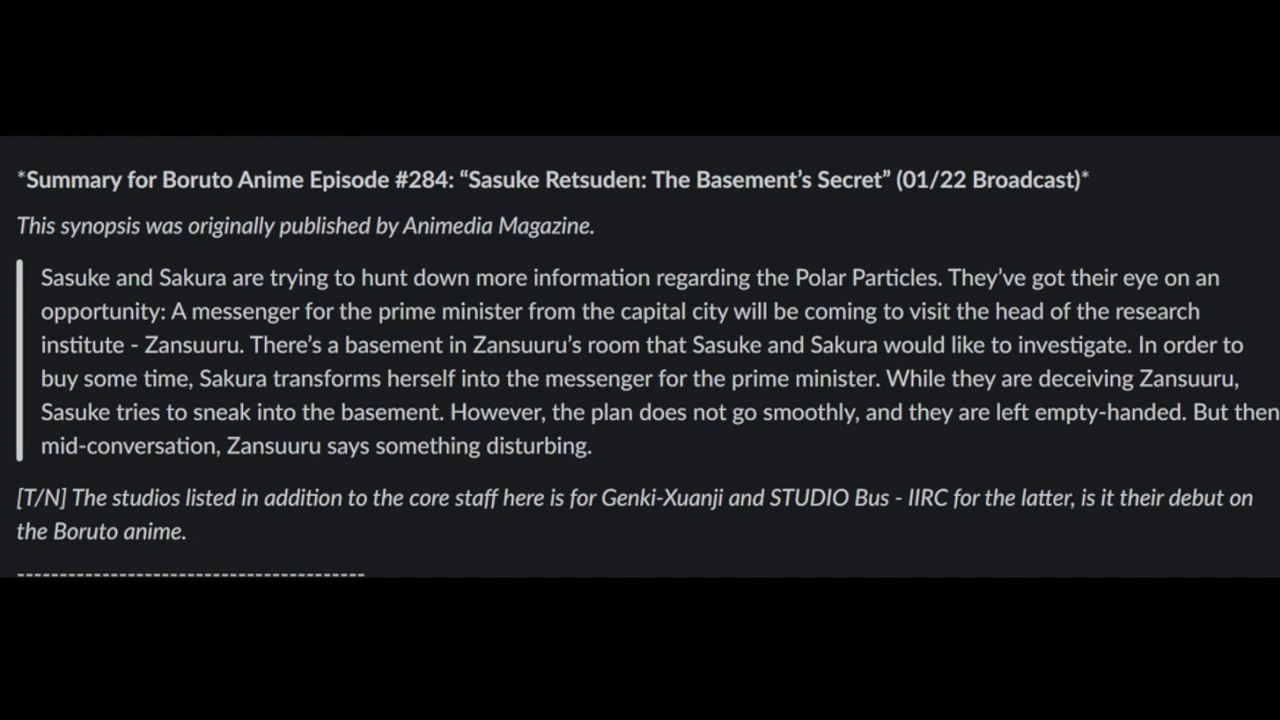 *Summary for Boruto Anime Episode #284: “Sasuke Retsuden: The Basement’s Secret” (01/22 Broadcast)*
This synopsis was originally published by Animedia Magazine.
Sasuke and Sakura are trying to hunt down more information regarding the Polar Particles. They’ve got their eye on an
opportunity: A messenger for the prime minister from the capital city will be coming to visit the head of the research
institute - Zansuuru. There’s a basement in Zansuuru’s room that Sasuke and Sakura would like to investigate. In order to
buy some time, Sakura transforms herself into the messenger for the prime minister. While they are deceiving Zansuuru,
Sasuke tries to sneak into the basement. However, the plan does not go smoothly, and they are left empty-handed. But then
mid-conversation, Zansuuru says something disturbing.
[T/N] The studios listed in addition to the core staff here is for Genki-Xuanji and STUDIO Bus - IIRC for the latter, is it their debut on
the Boruto anime.
-----------------------------------------